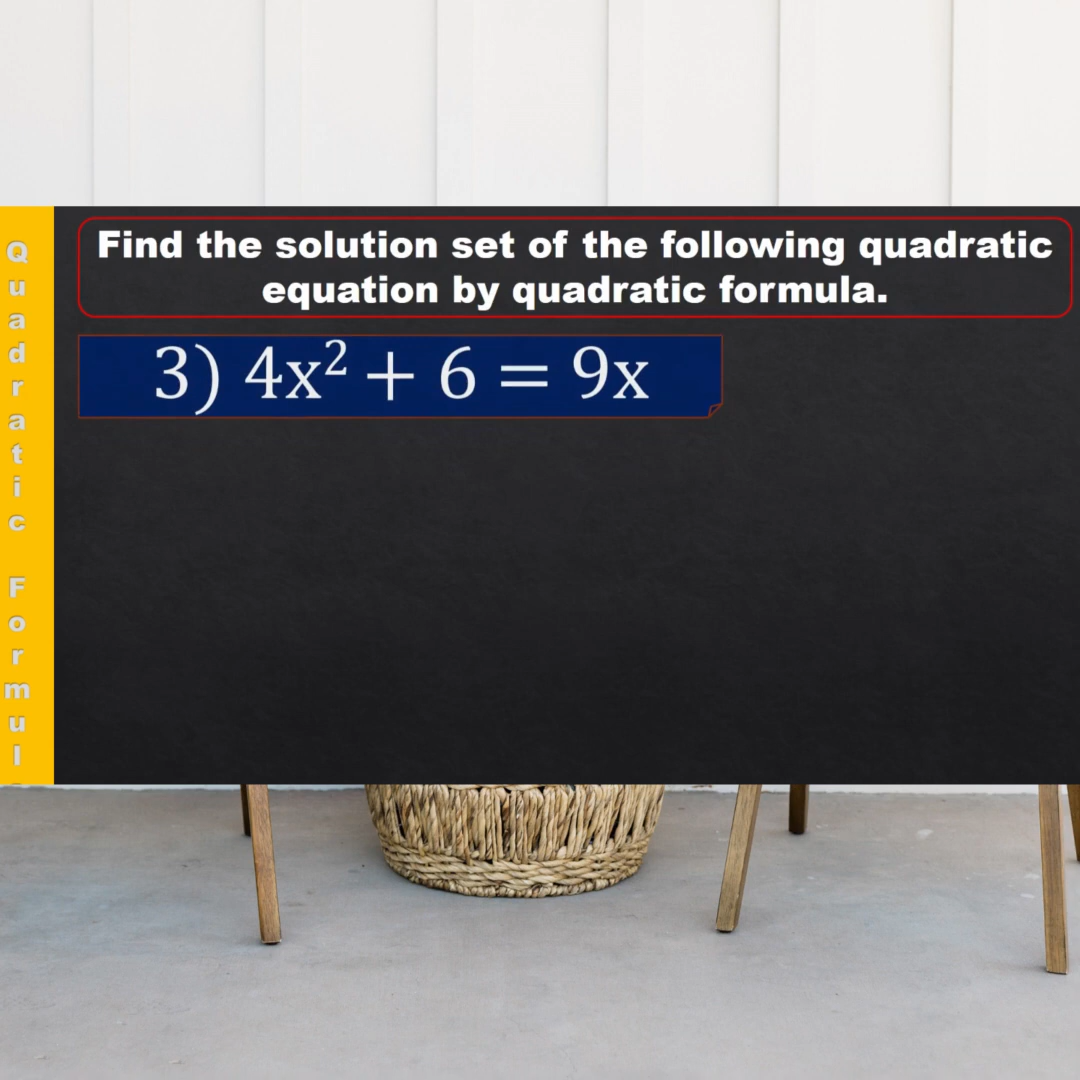 Find the solution set of the following quadratic
equation by quadratic formula.
3) 4x² + 6 = 9x
Quadratic Formul